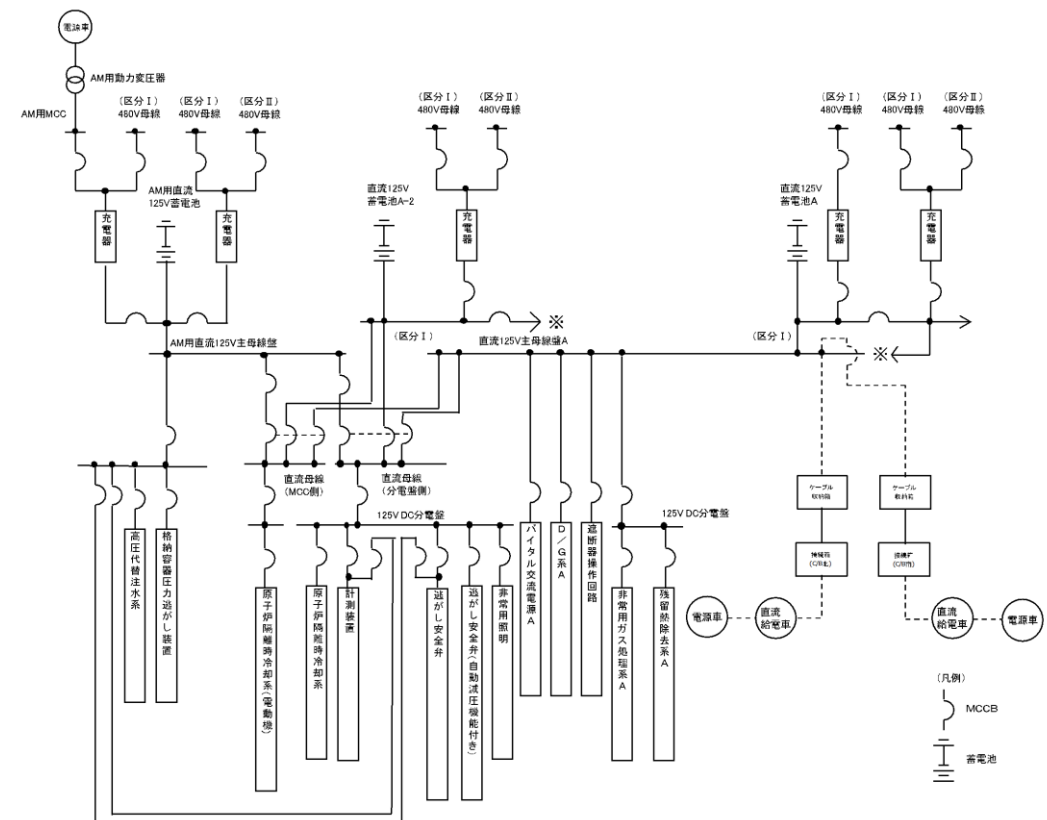 電源車
AM用動力変圧器
AM用MCC
(区分Ⅰ)
480V母線
(区分Ⅰ)
480V母線
(区分Ⅱ)
480V母線
(区分Ⅰ)
480V母線
(区分Ⅱ)
480V母線
(区分Ⅰ)
480V母線
(区分Ⅰ)
480V母線
(区分Ⅱ)
480V母線
充電器
AM用直流
125V蓄電池
充電器
直流125V
蓄電池A-2
充電器
直流125V
蓄電池A
充電器
充電器
※
AM用直流125V主母線盤
(区分Ⅰ)
直流125V主母線盤A
(区分Ⅰ)
※
直流母線
(MCC側)
直流母線
(分電盤側)
125V DC分電盤
125V DC分電盤
高圧代替注水系
格納容器圧力逃がし装置
原子炉隔離時冷却系(電動機)
原子炉隔離時冷却系
計測装置
逃がし安全弁
逃がし安全弁(自動減圧機能付き)
非常用照明
バイタル交流電源A
D/G系A
遮断器操作回路
非常用ガス処理系A
残留熱除去系A
ケーブル
収納箱
ケーブル
収納箱
電源車
直流
給電車
直流
給電車
電源車
(凡例)
MCCB
蓄電池